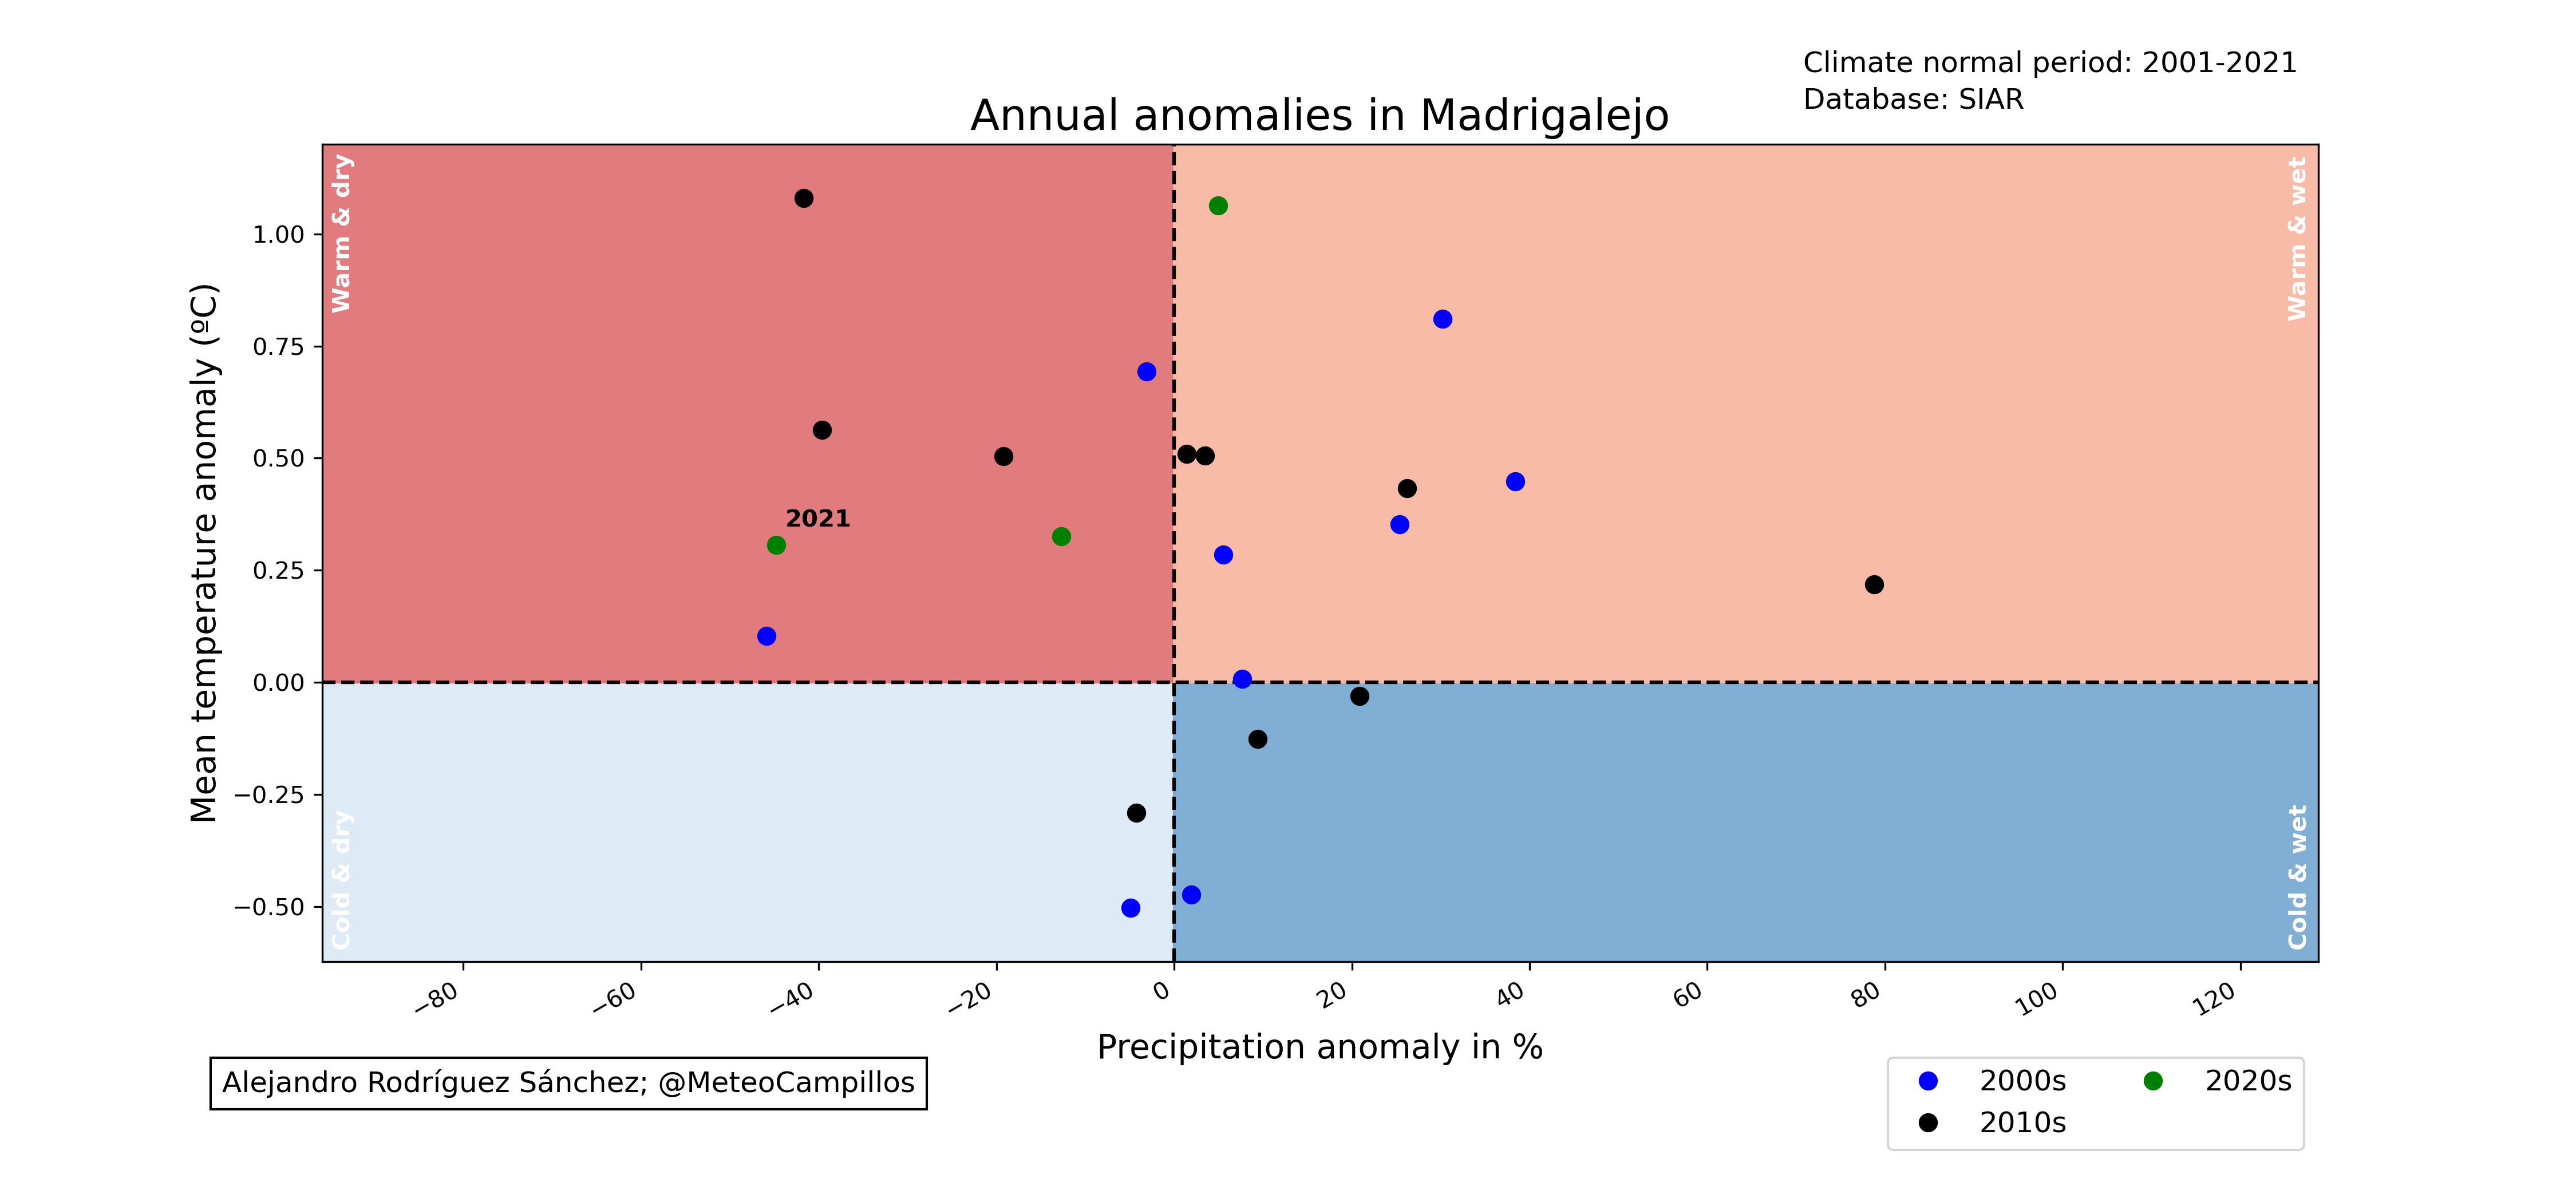 Climate normal period: 2001-2021
Database: SIAR
Annual anomalies in Madrigalejo
Warm & dry
Warm & wet
Mean temperature anomaly (ºC)
1.00
0.75
0.50
0.25
0.00
−0.25
−0.50
2021
Cold & dry
Cold & wet
−80
−60
−40
−20
0
20
40
60
80
100
120
Precipitation anomaly in %
Alejandro Rodríguez Sánchez; @MeteoCampillos
2000s
2010s
2020s